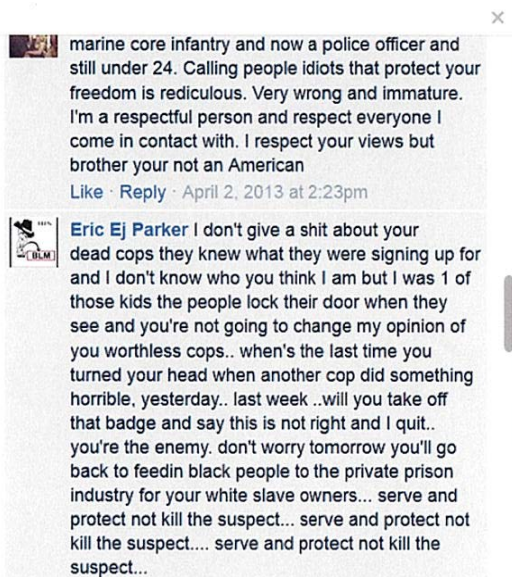 marine core infantry and now a police officer and
still under 24. Calling people idiots that protect your
freedom is rediculous. Very wrong and immature.
I'm a respectful person and respect everyone I
come in contact with. I respect your views but
brother your not an American
Like · Reply · April 2, 2013 at 2:23pm
BLM
Eric Ej Parker I don't give a shit about your
dead cops they knew what they were signing up for
and I don't know who you think I am but I was 1 of
those kids the people lock their door when they
see and you're not going to change my opinion of
you worthless cops.. when's the last time you
turned your head when another cop did something
horrible, yesterday.. last week ..will you take off
that badge and say this is not right and I quit..
you're the enemy. don't worry tomorrow you'll go
back to feedin black people to the private prison
industry for your white slave owners... serve and
protect not kill the suspect... serve and protect not
kill the suspect.... serve and protect not kill the
suspect...